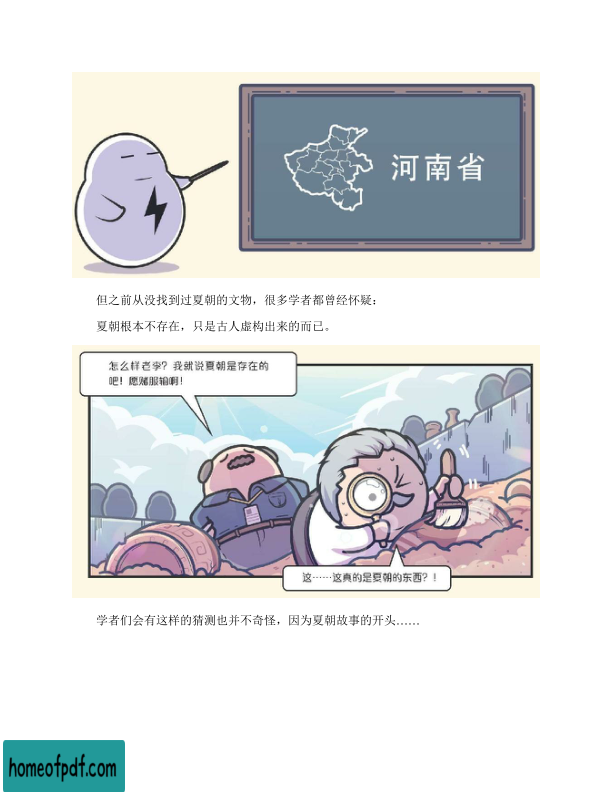 河南省
但之前从没找到过夏朝的文物，很多学者都曾经怀疑：
夏朝根本不存在，只是古人虚构出来的而已。
怎么样老李？我就说夏朝是存在的
吧！愿赌服输啊！
这……这真的是夏朝的东西？！
学者们会有这样的猜测也并不奇怪，因为夏朝故事的开头……
homeofpdf.com